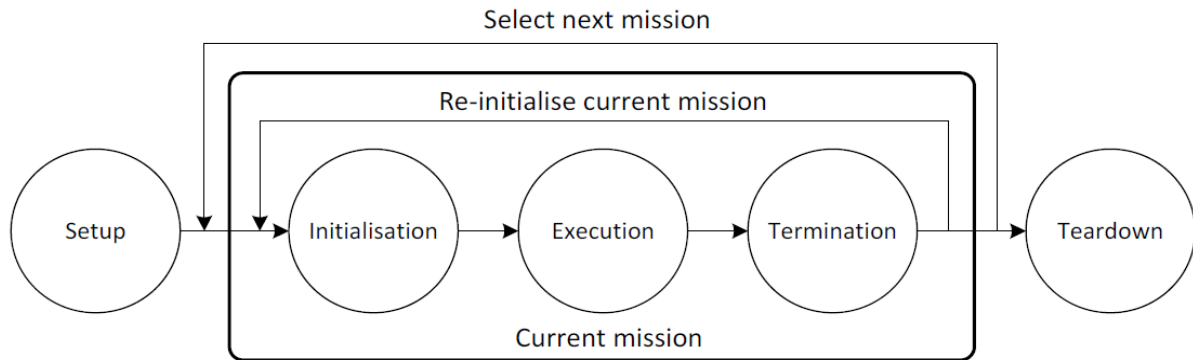 Select next mission
Re-initialise current mission
Setup
Initialisation
Execution
Termination
Teardown
Current mission